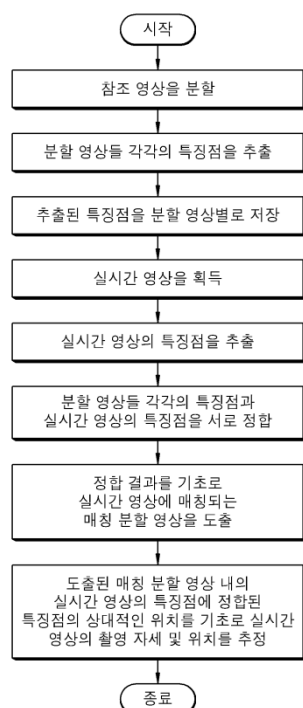 시작
참조 영상을 분할
분할 영상들 각각의 특징점을 추출
추출된 특징점을 분할 영상별로 저장
실시간 영상을 획득
실시간 영상의 특징점을 추출
분할 영상들 각각의 특징점과
실시간 영상의 특징점을 서로 정합
정합 결과를 기초로
실시간 영상에 매칭되는
매칭 분할 영상을 도출
도출된 매칭 분할 영상 내의
실시간 영상의 특징점에 정합된
특징점의 상대적인 위치를 기초로 실시간
영상의 촬영 자세 및 위치를 추정
종료